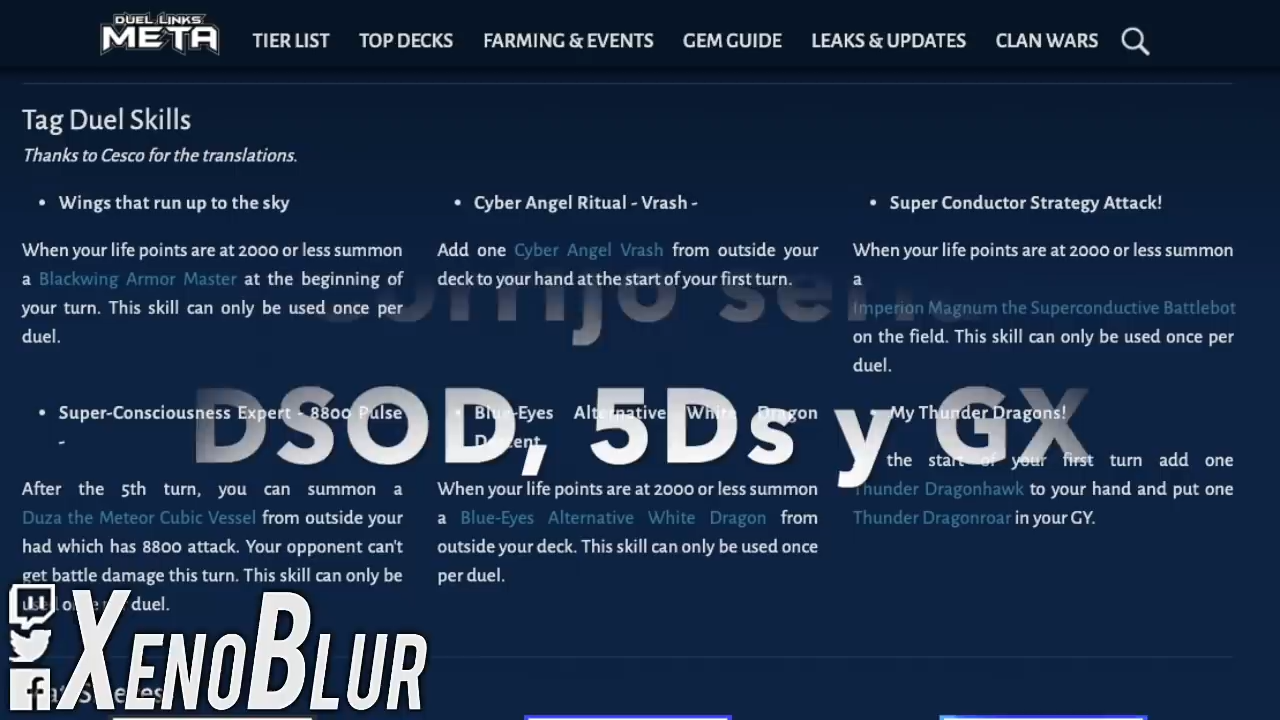 DUEL LINKS META TIER LIST TOP DECKS FARMING & EVENTS GEM GUIDE LEAKS & UPDATES CLAN WARS
Tag Duel Skills
Thanks to Cesco for the translations.
• Wings that run up to the sky
When your life points are at 2000 or less summon
a Blackwing Armor Master at the beginning of
your turn. This skill can only be used once per
duel.
• Cyber Angel Ritual - Vrash -
Add one Cyber Angel Vrash from outside your
deck to your hand at the start of your first turn.
• Super Conductor Strategy Attack!
When your life points are at 2000 or less summon
a
Imperion Magnum the Superconductive Battlebot
on the field. This skill can only be used once per
duel.
• Super-Consciousness Expert - 8800 Pulse
-
After the 5th turn, you can summon a
Duza the Meteor Cubic Vessel from outside your
had which has 8800 attack. Your opponent can't
get battle damage this turn. This skill can only be
used once per duel.
• Blue-Eyes Alternative White Dragon
Descent
When your life points are at 2000 or less summon
a Blue-Eyes Alternative White Dragon from
outside your deck. This skill can only be used once
per duel.
• My Thunder Dragons!
the start of your first turn add one
Thunder Dragonhawk to your hand and put one
Thunder Dragonroar in your GY.
DSOD, 5Ds y GX
XENOBLUR